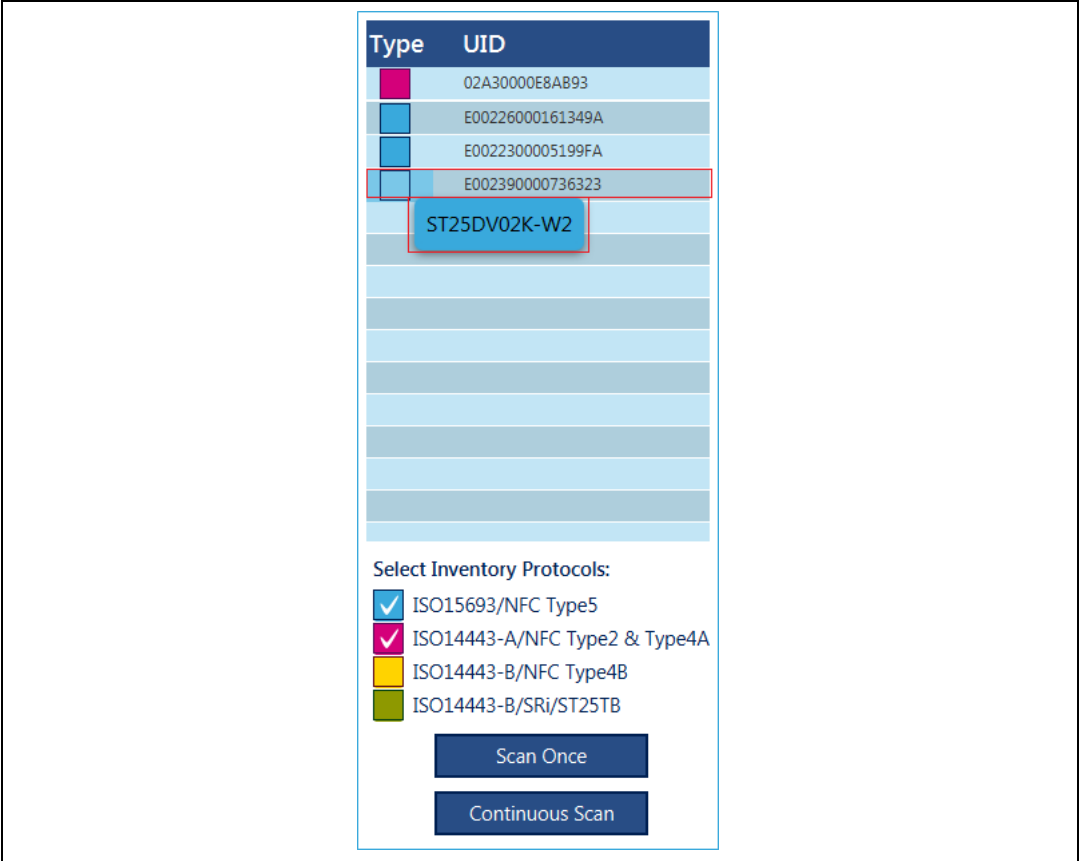 Type UID
02A30000E8AB93
E00226000161349A
E0022300005199FA
E002390000736323
ST25DV02K-W2
Select Inventory Protocols:
ISO15693/NFC Type5
ISO14443-A/NFC Type2 & Type4A
ISO14443-B/NFC Type4B
ISO14443-B/SRi/ST25TB
Scan Once
Continuous Scan